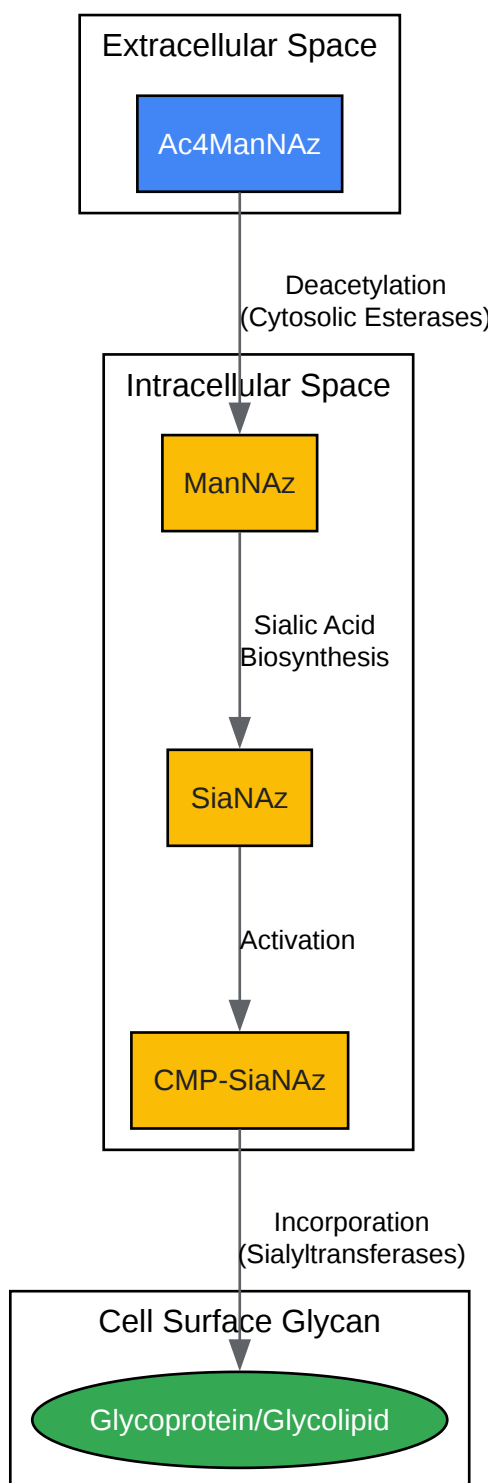 Extracellular Space
Ac4ManNAz
Deacetylation
(Cytosolic Esterases)
Intracellular Space
ManNAz
Sialic Acid
Biosynthesis
SiaNAz
Activation
CMP-SiaNAz
Incorporation
(Sialyltransferases)
Cell Surface Glycan
Glycoprotein/Glycolipid